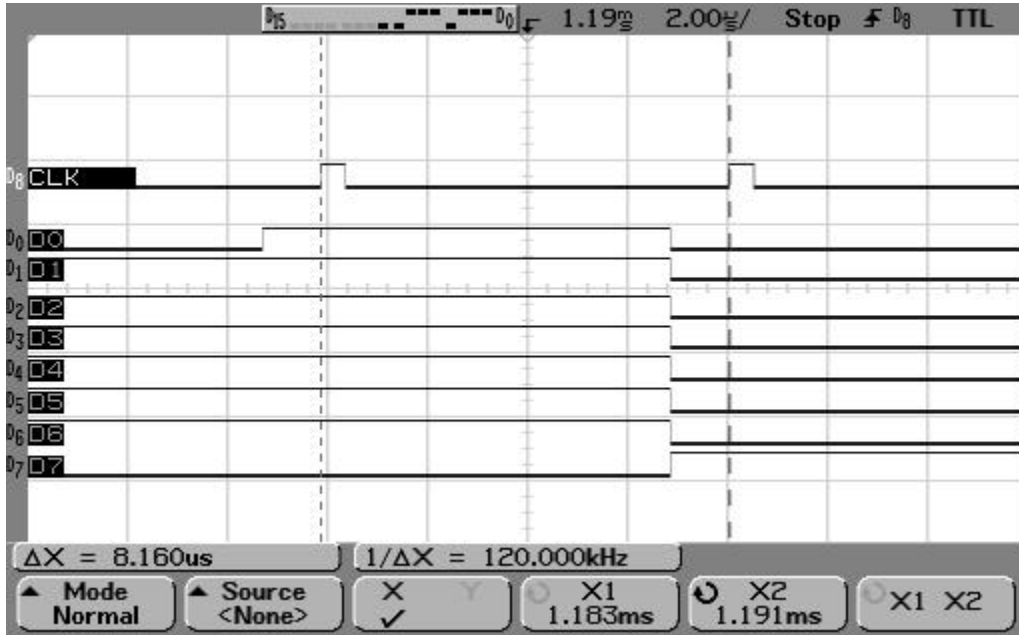 D15 D0 1.19ms 2.00us/ Stop D8 TTL
D8 CLK
D0 D0
D1 D1
D2 D2
D3 D3
D4 D4
D5 D5
D6 D6
D7 D7
ΔX = 8.160us 1/ΔX = 120.000kHz
Mode Source X Y X1 X2 X1 X2
Normal <None> 1.183ms 1.191ms